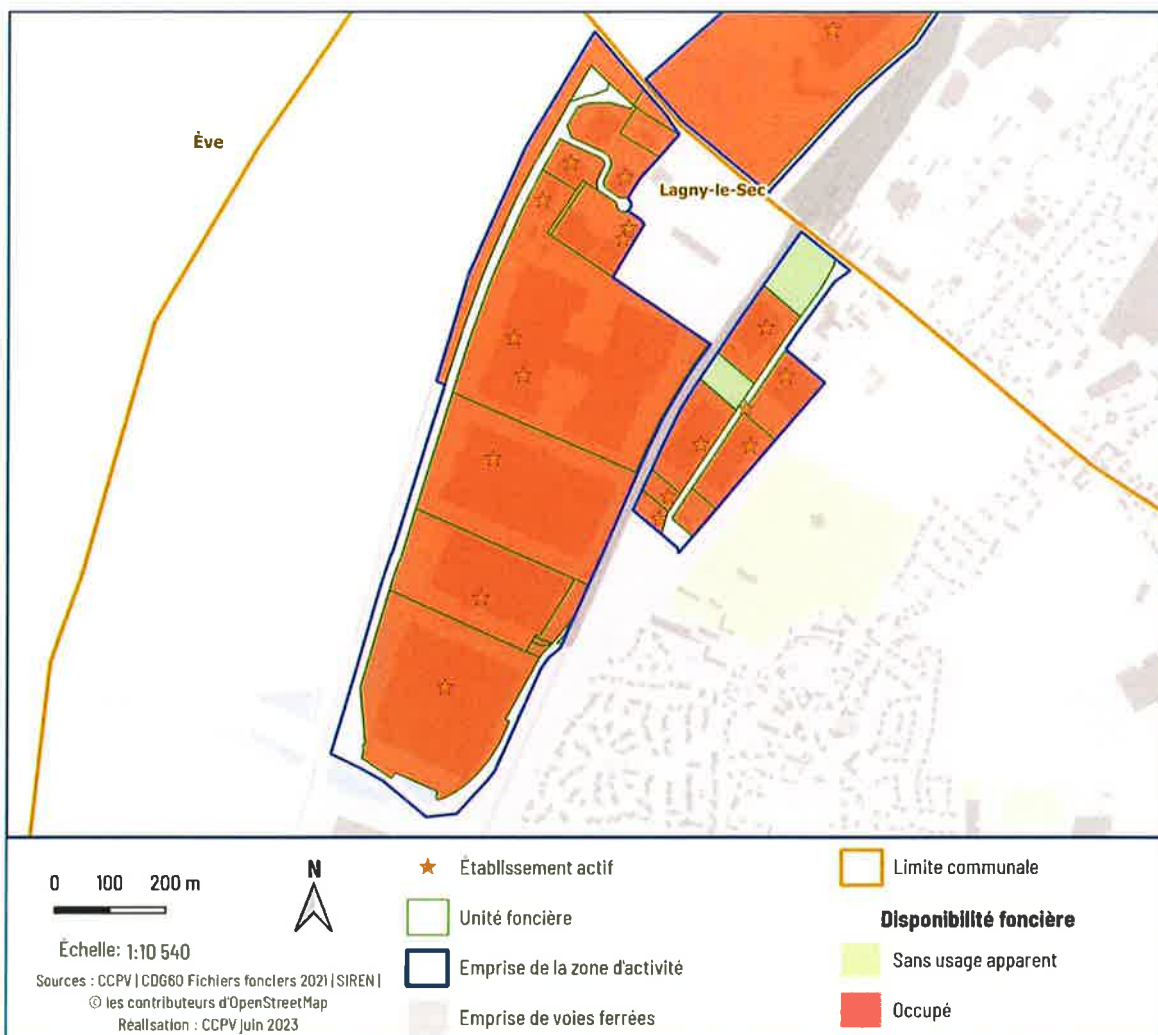 Ève
Lagny-le-Sec
0 100 200 m
N
Échelle: 1:10 540
Sources : CCPV | CDG60 Fichiers fonciers 2021 | SIREN |
© les contributeurs d'OpenStreetMap
Réalisation : CCPV juin 2023
Établissement actif
Unité foncière
Emprise de la zone d'activité
Emprise de voies ferrées
Limite communale
Disponibilité foncière
Sans usage apparent
Occupé